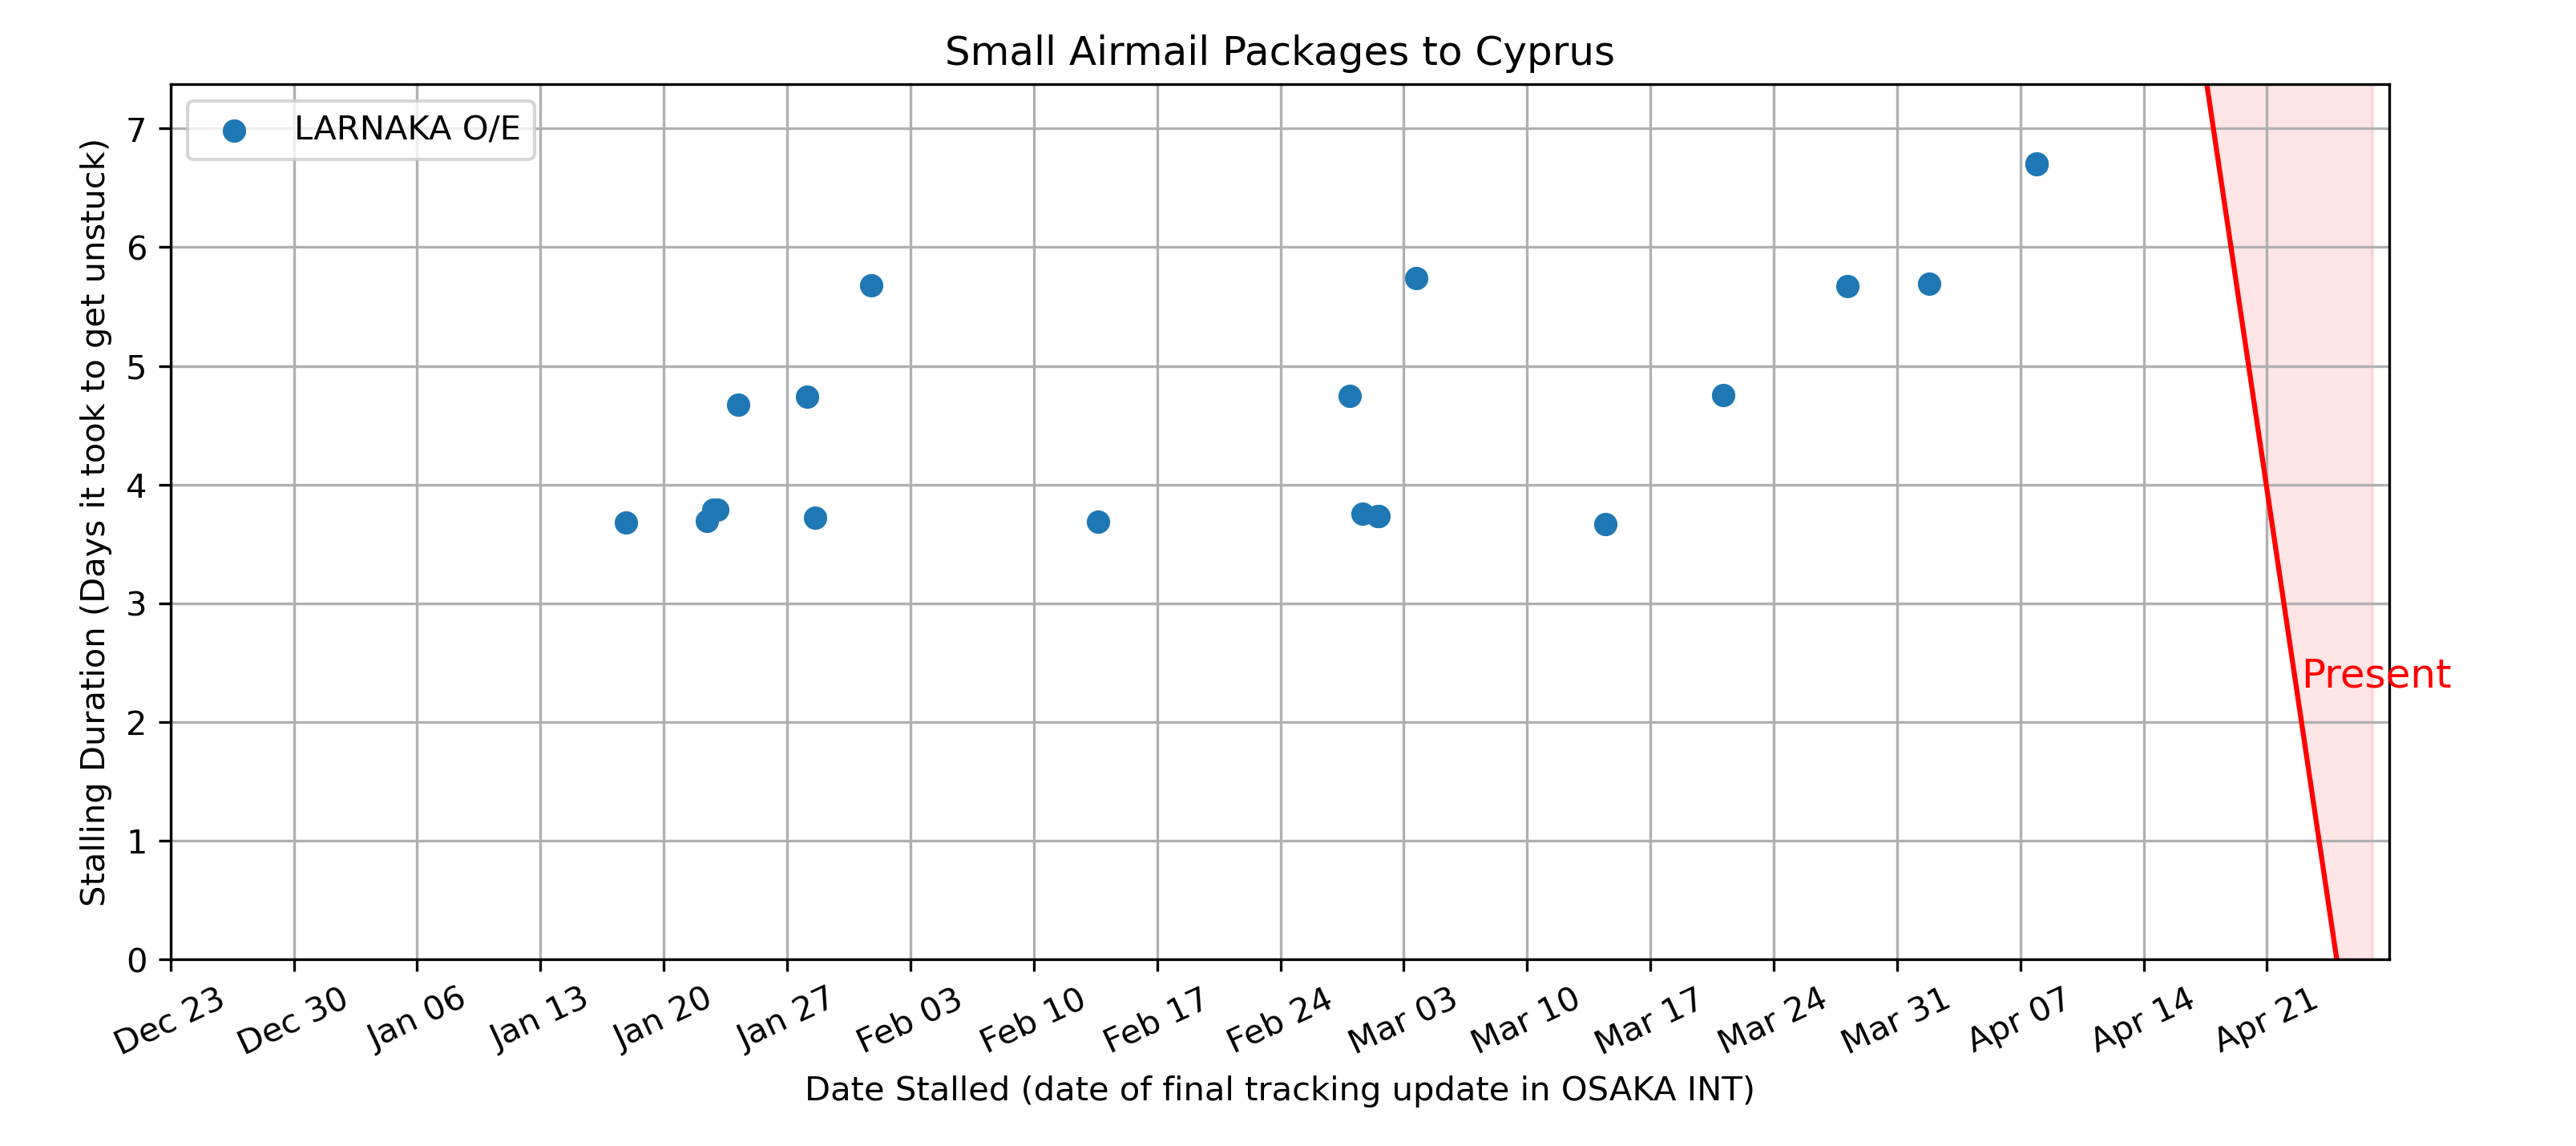 Small Airmail Packages to Cyprus
LARNAKA O/E
Stalling Duration (Days it took to get unstuck)
7
6
5
4
3
2
1
0
Present
Dec 23
Dec 30
Jan 06
Jan 13
Jan 20
Jan 27
Feb 03
Feb 10
Feb 17
Feb 24
Mar 03
Mar 10
Mar 17
Mar 24
Mar 31
Apr 07
Apr 14
Apr 21
Date Stalled (date of final tracking update in OSAKA INT)